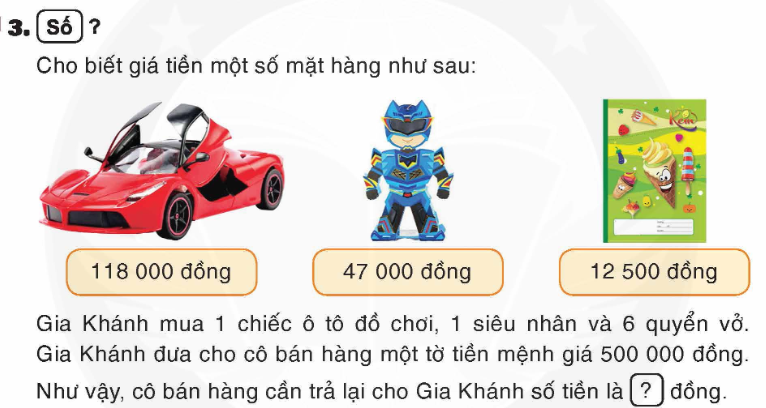 3. Số ?
Cho biết giá tiền một số mặt hàng như sau:
Kem
118 000 đồng 47 000 đồng 12 500 đồng
Gia Khánh mua 1 chiếc ô tô đồ chơi, 1 siêu nhân và 6 quyển vở.
Gia Khánh đưa cho cô bán hàng một tờ tiền mệnh giá 500 000 đồng.
Như vậy, cô bán hàng cần trả lại cho Gia Khánh số tiền là ? đồng.